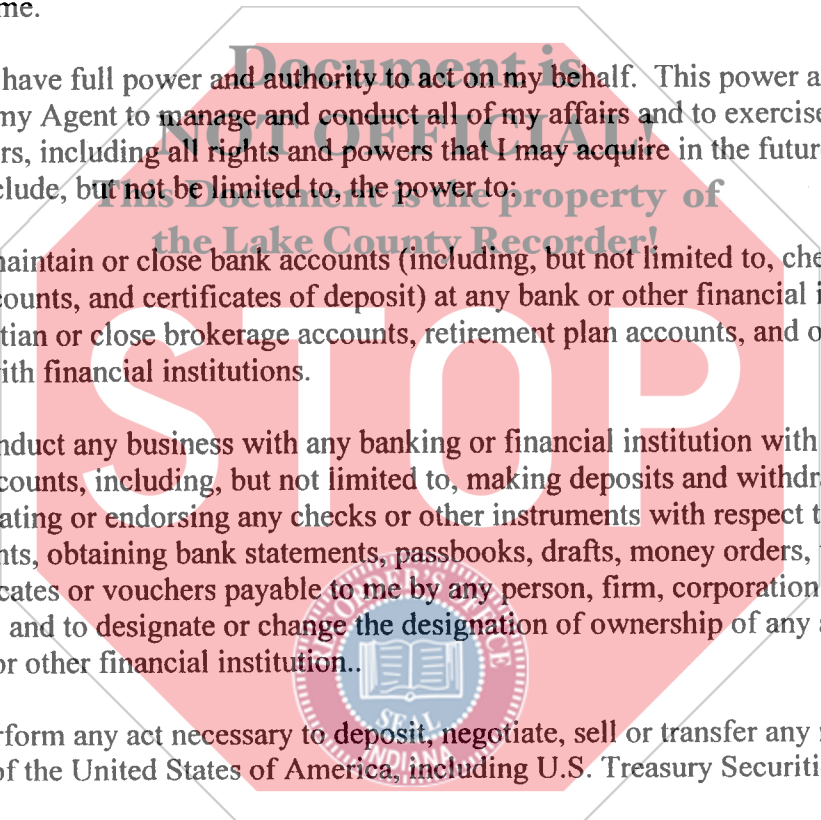 me.
Document is
have full power and authority to act on my behalf. This power a
my Agent to manage and conduct all of my affairs and to exercise
NOT OFFICIAL!
rs, including all rights and powers that I may acquire in the futur
clude, but not be limited to, the power to:
This Document is the property of
the Lake County Recorder!
naintain or close bank accounts (including, but not limited to, che
counts, and certificates of deposit) at any bank or other financial i
tian or close brokerage accounts, retirement plan accounts, and o
ith financial institutions.
STOP
nduct any business with any banking or financial institution with
counts, including, but not limited to, making deposits and withdr
ating or endorsing any checks or other instruments with respect t
nts, obtaining bank statements, passbooks, drafts, money orders,
cates or vouchers payable to me by any person, firm, corporation
and to designate or change the designation of ownership of any
or other financial institution..
RECORDER'S OFFICE
SEAL
INDIANA
rform any act necessary to deposit, negotiate, sell or transfer any
of the United States of America, including U.S. Treasury Securiti